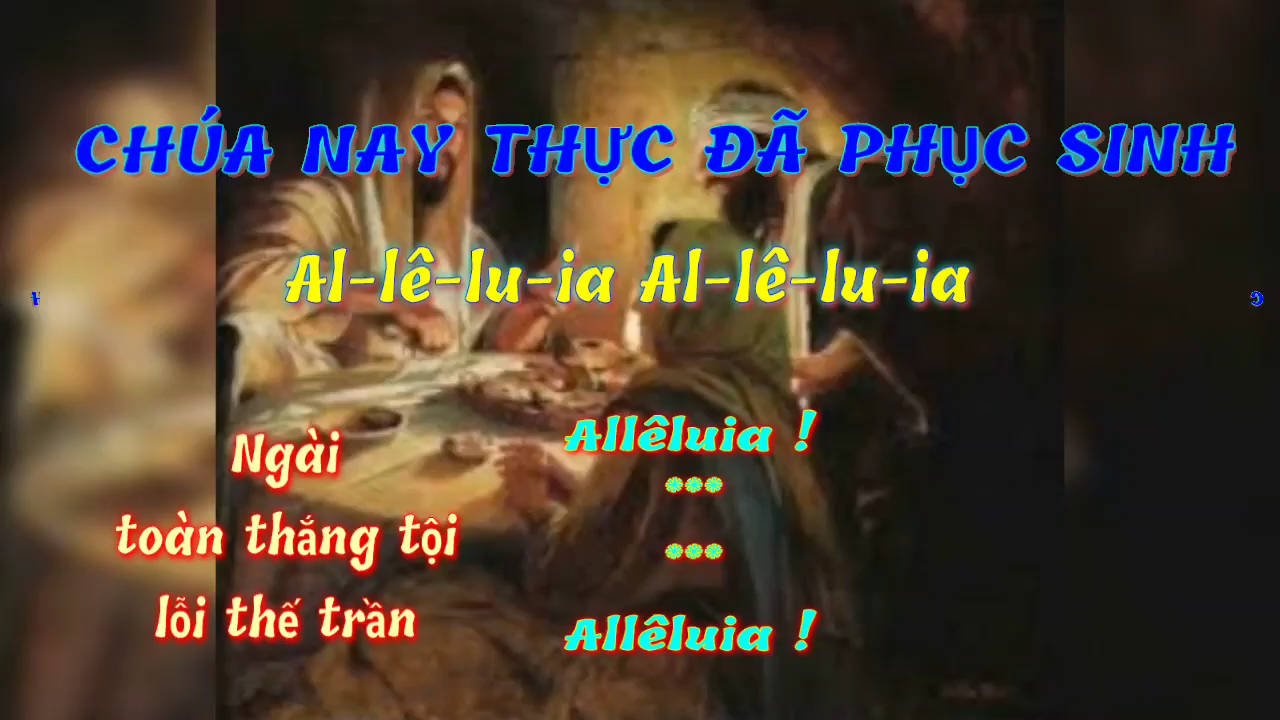 CHÚA NAY THỰC ĐÃ PHỤC SINH
Al-lê-lu-ia Al-lê-lu-ia
Ngài
toàn thắng tội
lỗi thế trần
Allêluia !
***
***
Allêluia !